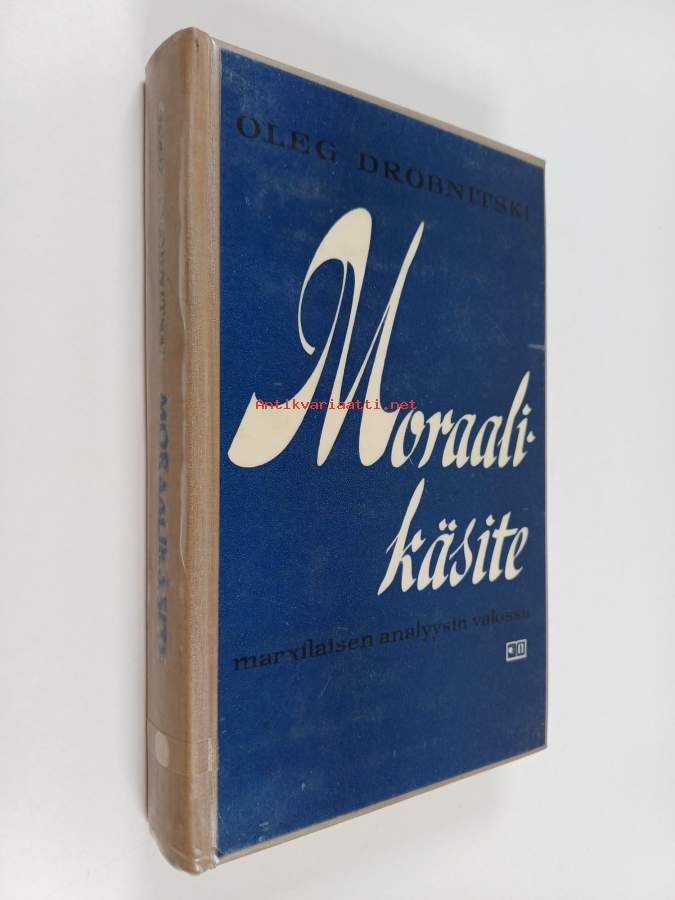 OLEG DROBNITSKI
Moraali-
käsite
marxilaisen analyysin valossa
Antikvariaatti.net
MORAALIKÄSITE